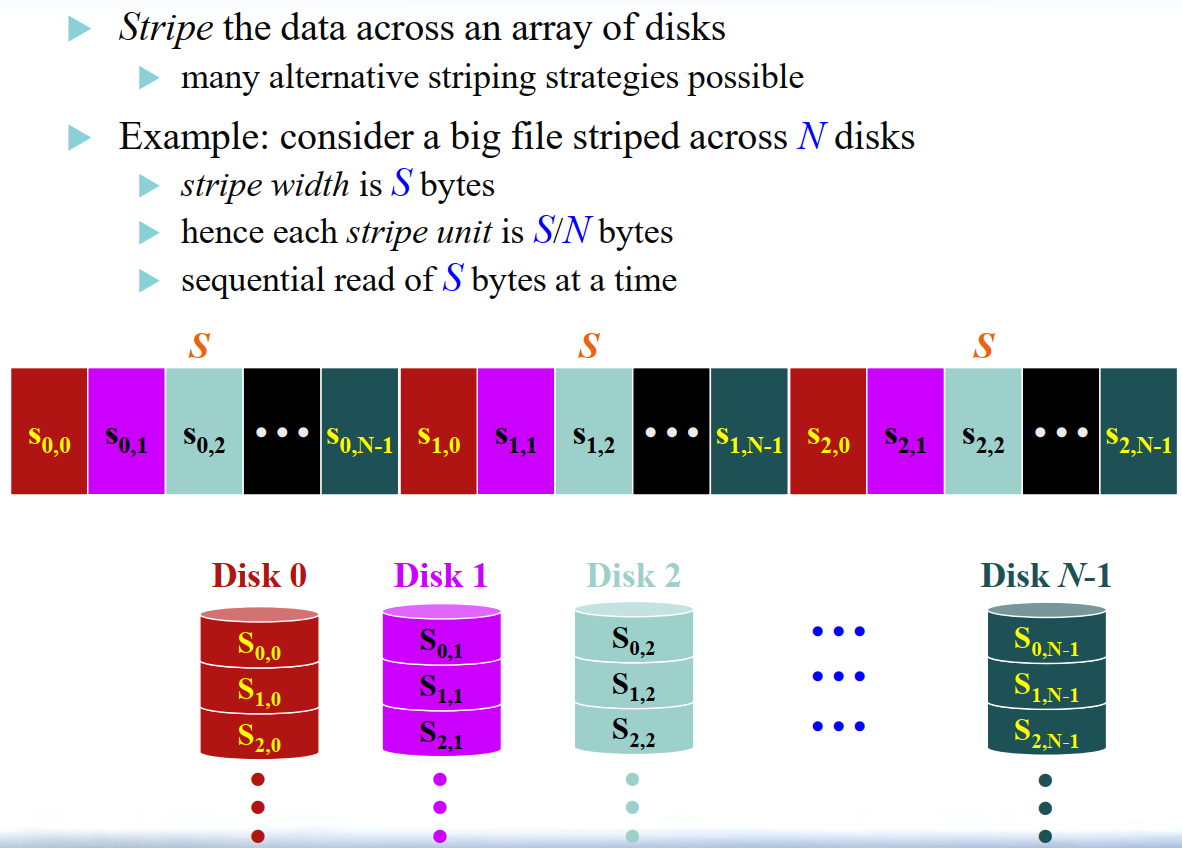 Stripe the data across an array of disks
many alternative striping strategies possible
Example: consider a big file striped across N disks
stripe width is S bytes
hence each stripe unit is S/N bytes
sequential read of S bytes at a time
S S S
s0,0 s0,1 s0,2 ••• s0,N-1 s1,0 s1,1 s1,2 ••• s1,N-1 s2,0 s2,1 s2,2 ••• s2,N-1
Disk 0 Disk 1 Disk 2 Disk N-1
S0,0 S0,1 S0,2 ••• S0,N-1
S1,0 S1,1 S1,2 ••• S1,N-1
S2,0 S2,1 S2,2 ••• S2,N-1